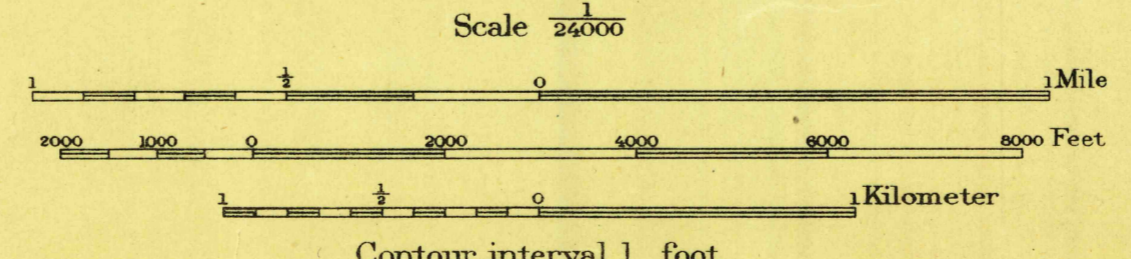 Scale 1/24000
1 ½ 0 1 Mile
2000 1000 0 2000 4000 6000 8000 Feet
1 ½ 0 1 Kilometer
Contour interval 1 foot